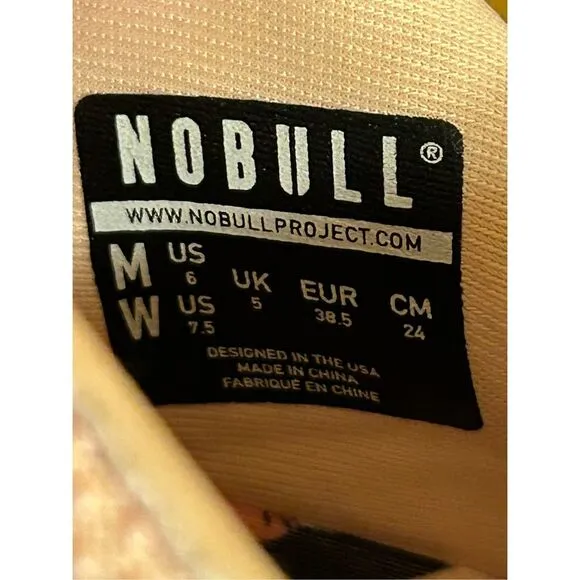 NOBULL®
WWW.NOBULLPROJECT.COM
M US 6 UK 5 EUR 38.5 CM 24
W US 7.5
DESIGNED IN THE USA
MADE IN CHINA
FABRIQUÉ EN CHINE